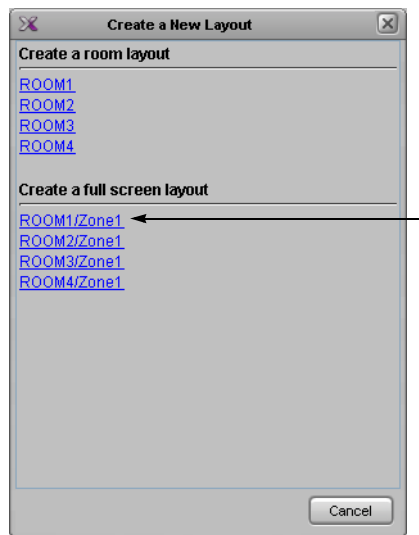 Create a New Layout
Create a room layout
ROOM1
ROOM2
ROOM3
ROOM4
Create a full screen layout
ROOM1/Zone1
ROOM2/Zone1
ROOM3/Zone1
ROOM4/Zone1
Cancel